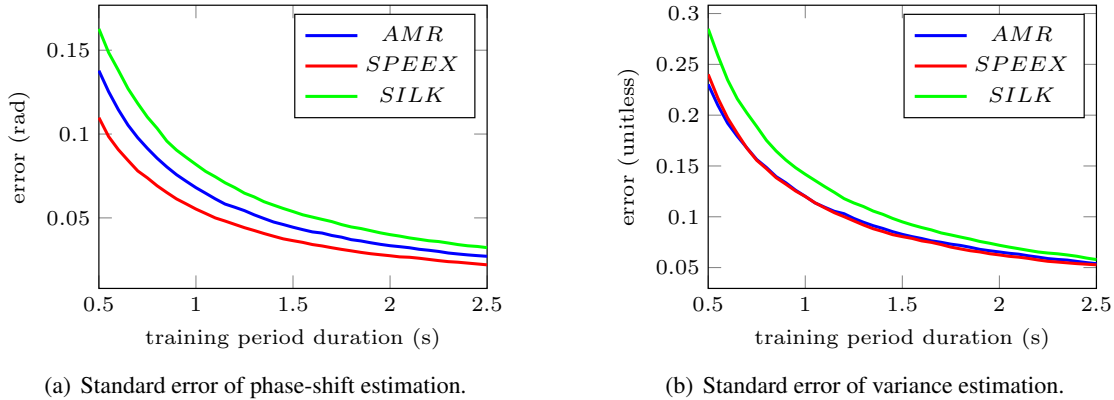 0.15
0.1
0.05
error (rad)
AMR
SPEEX
SILK
0.5
1
1.5
2
2.5
training period duration (s)
(a) Standard error of phase-shift estimation.
0.3
0.25
0.2
0.15
0.1
0.05
error (unitless)
AMR
SPEEX
SILK
0.5
1
1.5
2
2.5
training period duration (s)
(b) Standard error of variance estimation.